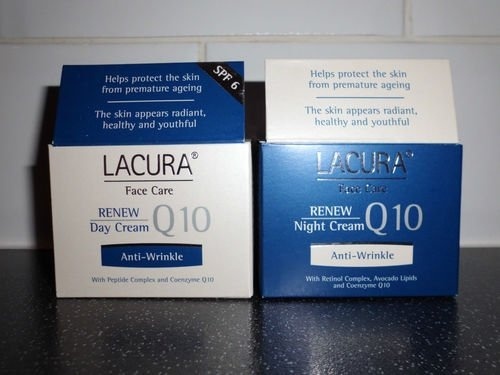 Helps protect the skin
from premature ageing
The skin appears radiant,
healthy and youthful
SPF 6
LACURA®
Face Care
RENEW
Day Cream Q10
Anti-Wrinkle
With Peptide Complex and Coenzyme Q10
Helps protect the skin
from premature ageing
The skin appears radiant,
healthy and youthful
LACURA®
Face Care
RENEW
Night Cream Q10
Anti-Wrinkle
With Retinol Complex, Avocado Lipids
and Coenzyme Q10